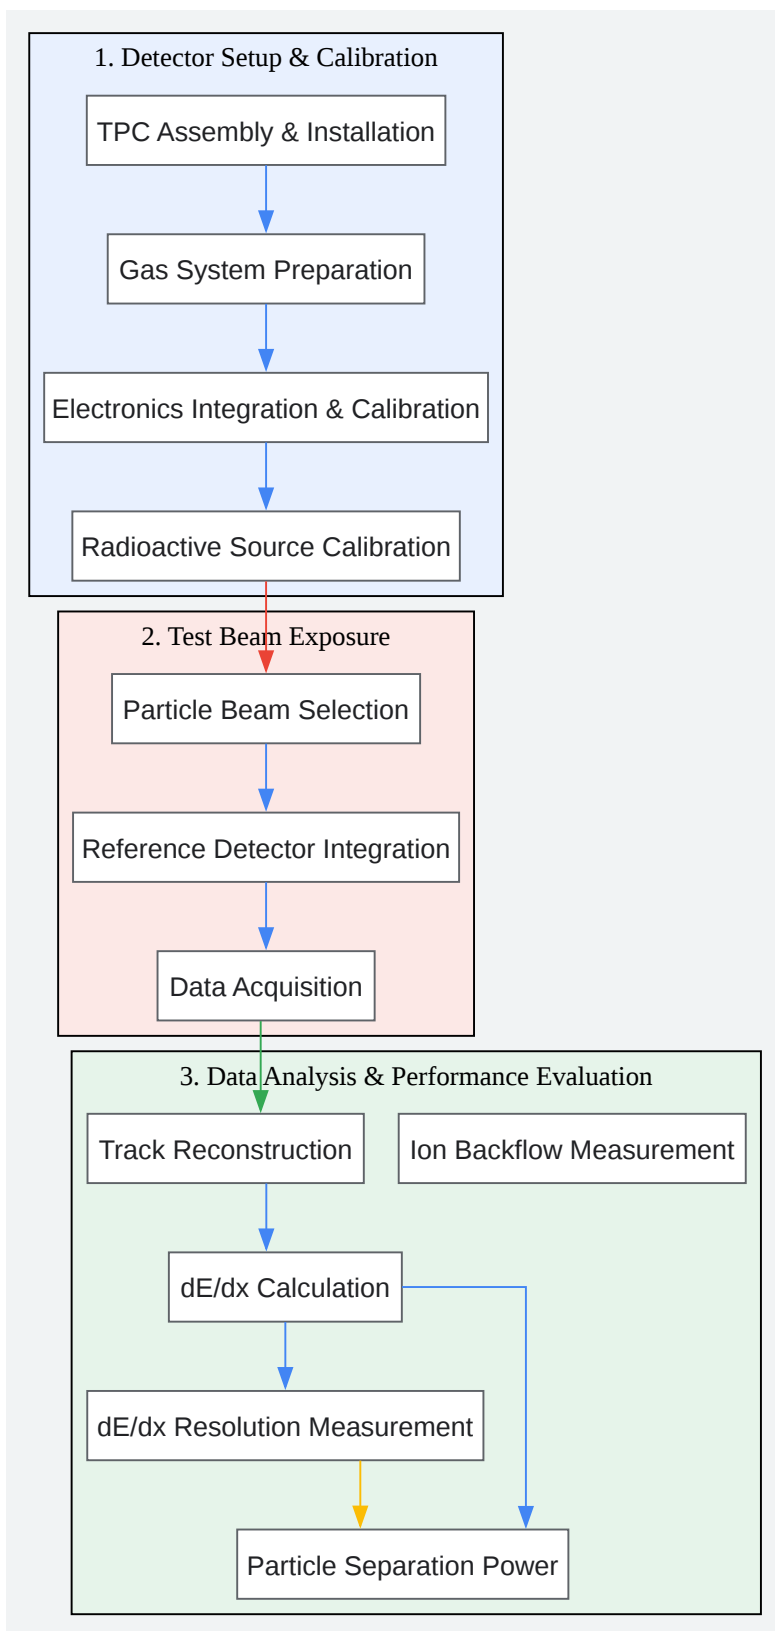 1. Detector Setup & Calibration
TPC Assembly & Installation
Gas System Preparation
Electronics Integration & Calibration
Radioactive Source Calibration
2. Test Beam Exposure
Particle Beam Selection
Reference Detector Integration
Data Acquisition
3. Data Analysis & Performance Evaluation
Track Reconstruction
Ion Backflow Measurement
dE/dx Calculation
dE/dx Resolution Measurement
Particle Separation Power